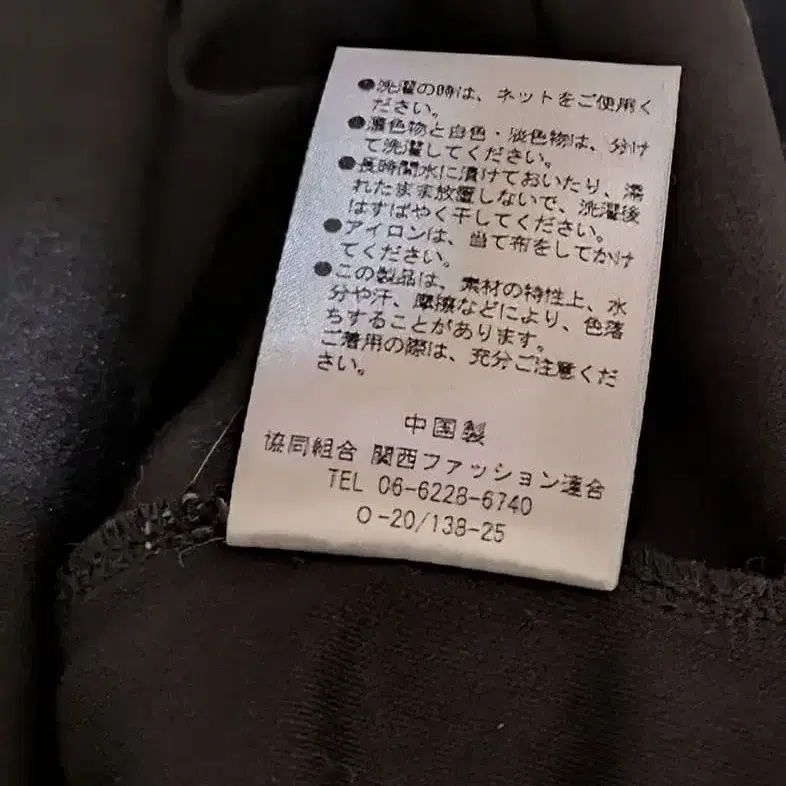 ●洗濯の時は、ネットをご使用く
ださい。
●濃色物と白色・淡色物は、分け
て洗濯してください。
●長時間水に漬けておいたり、濡
れたまま放置しないで、洗濯後
はすばやく干してください。
●アイロンは、当て布をしてかけ
てください。
●この製品は、素材の特性上、水
分や汗、摩擦などにより、色落
ちすることがあります。
ご着用の際は、充分ご注意くだ
さい。
中国製
協同組合 関西ファッション連合
TEL 06-6228-6740
O-20/138-25